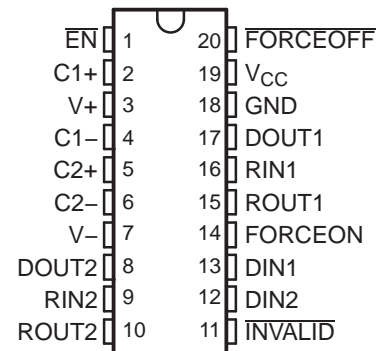 EN 1 20 FORCEOFF
C1+ 2 19 VCC
V+ 3 18 GND
C1− 4 17 DOUT1
C2+ 5 16 RIN1
C2− 6 15 ROUT1
V− 7 14 FORCEON
DOUT2 8 13 DIN1
RIN2 9 12 DIN2
ROUT2 10 11 INVALID